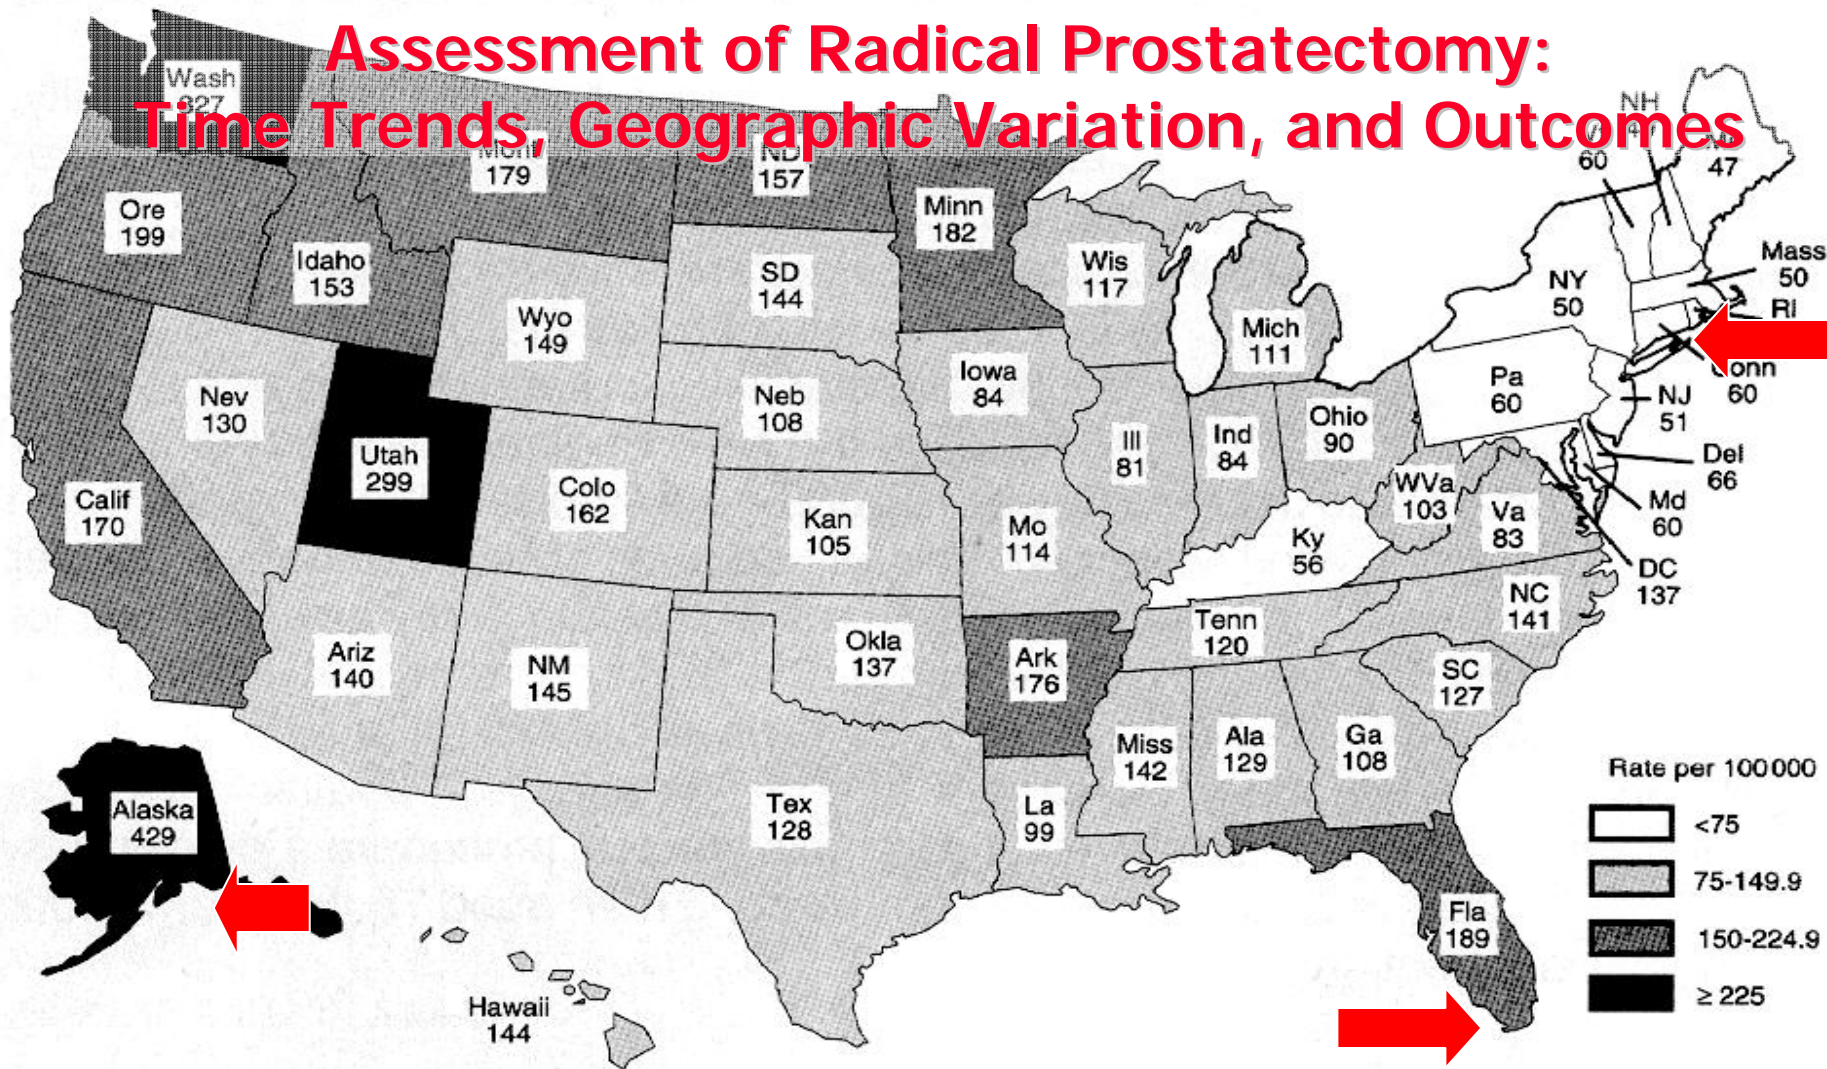 Assessment of Radical Prostatectomy:
Time Trends, Geographic Variation, and Outcomes
Wash
327
Mont
179
ND
157
Minn
182
NH
60
47
Ore
199
Idaho
153
Wyo
149
SD
144
Wis
117
Mich
111
NY
50
Mass
50
RI
Conn
60
Nev
130
Utah
299
Colo
162
Neb
108
Iowa
84
Ill
81
Ind
84
Ohio
90
Pa
60
NJ
51
Del
66
Md
60
DC
137
Calif
170
Kan
105
Mo
114
Ky
56
WVa
103
Va
83
NC
141
Ariz
140
NM
145
Okla
137
Ark
176
Tenn
120
SC
127
Alaska
429
Tex
128
La
99
Miss
142
Ala
129
Ga
108
Fla
189
Hawaii
144
Rate per 100000
<75
75-149.9
150-224.9
≥ 225